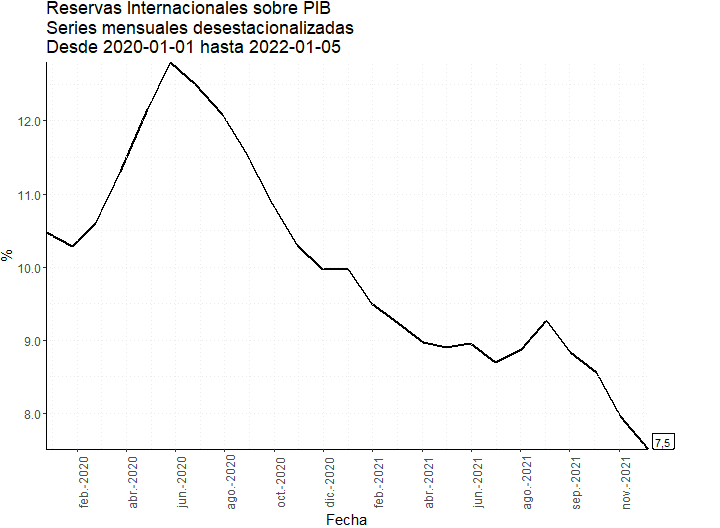 Reservas Internacionales sobre PIB
Series mensuales desestacionalizadas
Desde 2020-01-01 hasta 2022-01-05
12.0
11.0
10.0
9.0
8.0
%
7,5
feb.-2020
abr.-2020
jun.-2020
ago.-2020
oct.-2020
dic.-2020
feb.-2021
abr.-2021
jun.-2021
ago.-2021
sep.-2021
nov.-2021
Fecha